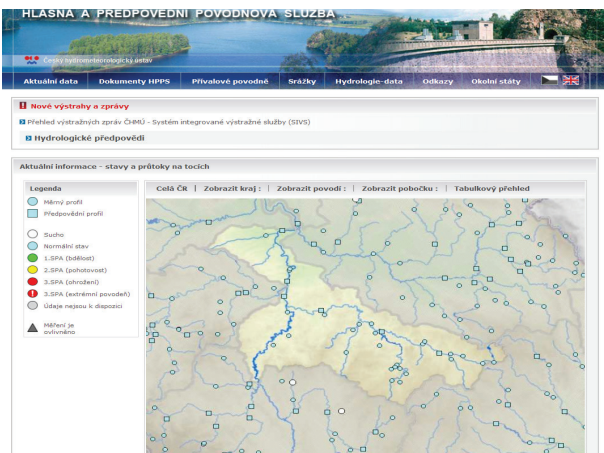 HLÁSNÁ A PŘEDPOVĚDNÍ POVODŇOVÁ SLUŽBA
Český hydrometeorologický ústav
Aktuální data Dokumenty HPPS Přívalové povodně Srážky Hydrologie-data Odkazy Okolní státy
Nové výstrahy a zprávy
Přehled výstražných zpráv ČHMÚ - Systém integrované výstražné služby (SIVS)
Hydrologické předpovědi
Aktuální informace - stavy a průtoky na tocích
Legenda
Měrný profil
Předpovědní profil
Sucho
Normální stav
1.SPA (bdělost)
2.SPA (pohotovost)
3.SPA (ohrožení)
3.SPA (extrémní povodeň)
Údaje nejsou k dispozici
Měření je
ovlivněno
Celá ČR | Zobrazit kraj : | Zobrazit povodí : | Zobrazit pobočku : | Tabulkový přehled